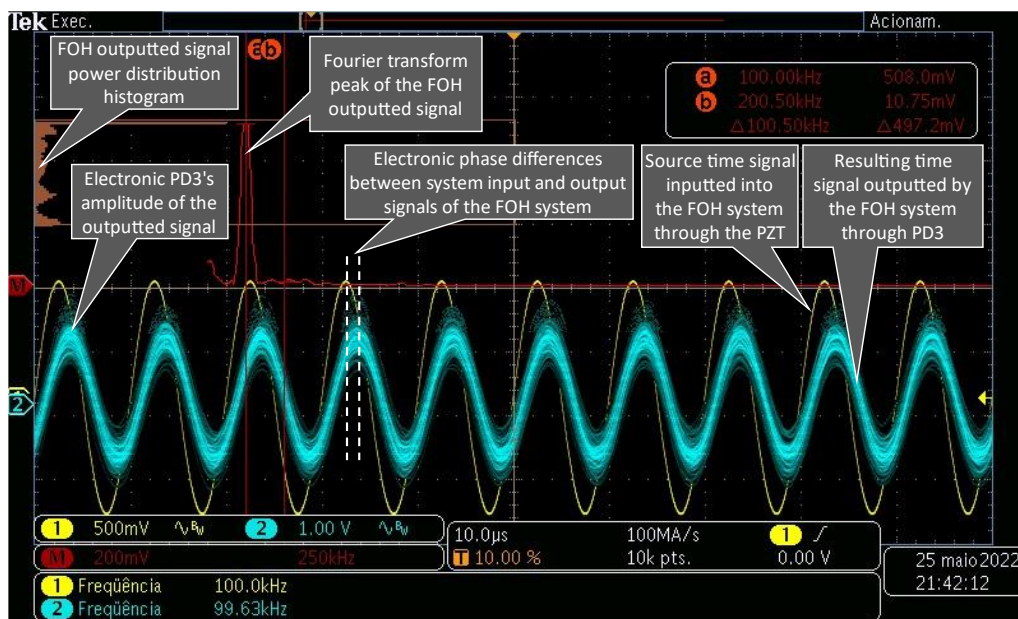 Tek Exec.
Acionam.
FOH outputted signal
power distribution
histogram
a b
Fourier transform
peak of the FOH
outputted signal
a 100.00kHz 508.0mV
b 200.50kHz 10.75mV
Δ100.50kHz Δ497.2mV
Electronic PD3's
amplitude of the
outputted signal
Electronic phase differences
between system input and output
signals of the FOH system
Source time signal
inputted into
the FOH system
through the PZT
Resulting time
signal outputted by
the FOH system
through PD3
M
2
1 500mV BW 2 1.00 V BW
M 200mV 250kHz
10.0µs 100MA/s 1
T 10.00 % 10k pts. 0.00 V
1 Freqüência 100.0kHz
2 Freqüência 99.63kHz
25 maio2022
21:42:12